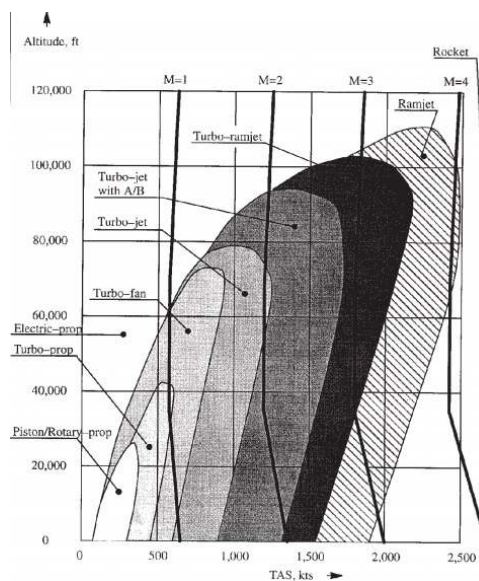 Altitude, ft
Rocket
M=1
M=2
M=3
M=4
120,000
Ramjet
Turbo-ramjet
100,000
Turbo-jet
with A/B
80,000
Turbo-jet
Turbo-fan
60,000
Electric-prop
Turbo-prop
40,000
Piston/Rotary-prop
20,000
0
0
500
1,000
1,500
2,000
2,500
TAS, kts